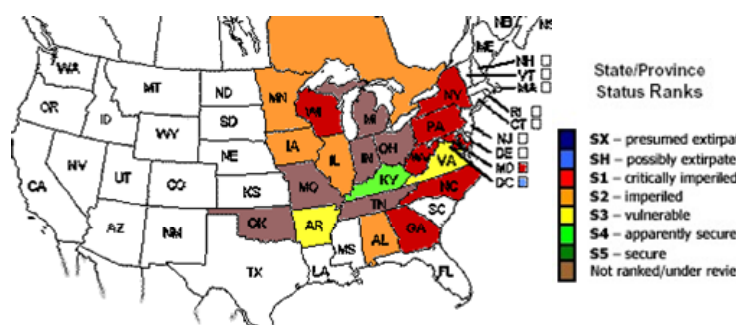 NB
NS
ME
WA
MT
ND
MN
NH
VT
MA
OR
ID
SD
WI
MI
NY
WY
IA
PA
RI
CT
NJ
NE
IL
IN
OH
DE
NV
UT
CO
KS
MO
WV
VA
MD
KY
DC
CA
TN
NC
AZ
NM
OK
AR
SC
MS
AL
GA
TX
LA
FL
State/Province
Status Ranks
SX – presumed extirpat
SH – possibly extirpate
S1 – critically imperiled
S2 – imperiled
S3 – vulnerable
S4 – apparently secure
S5 – secure
Not ranked/under revie